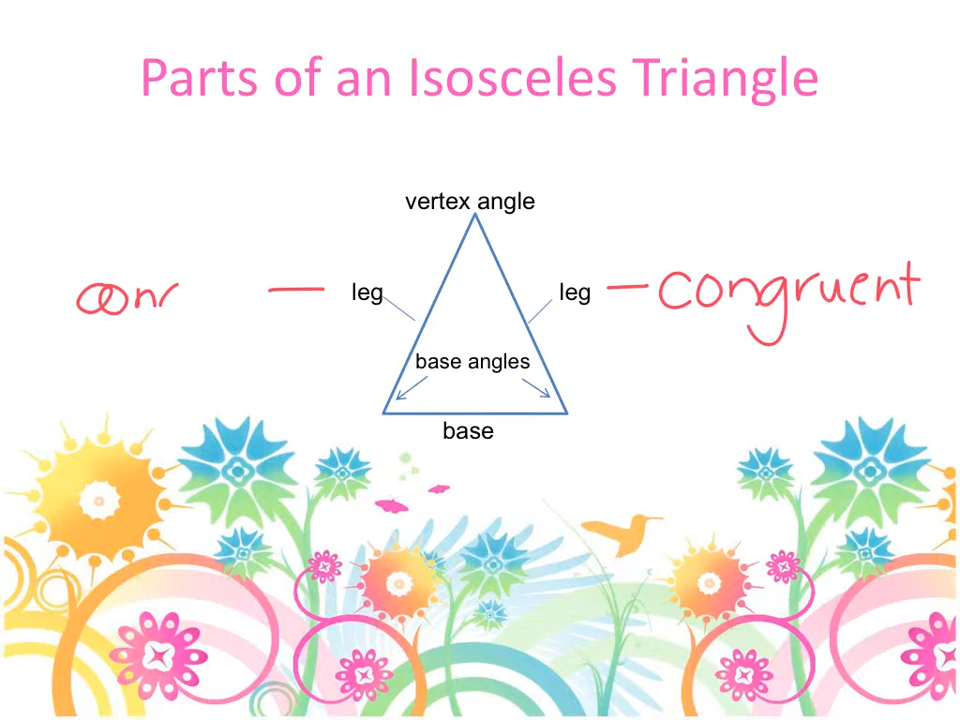 Parts of an Isosceles Triangle
vertex angle
leg leg congruent
base angles
base